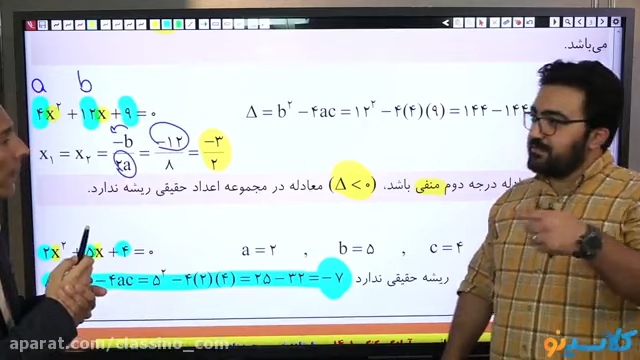 می‌باشد.
a b
۴x² + ۱۲x + ۹ = ۰
Δ = b² − ۴ac = ۱۲² − ۴(۴)(۹) = ۱۴۴ − ۱۴۴
x₁ = x₂ = −b/۲a = −۱۲/۸ = −۳/۲
دله درجه دوم منفی باشد. (Δ < ۰) معادله در مجموعه اعداد حقیقی ریشه ندارد.
۲x² + ۵x + ۴ = ۰ a = ۲ , b = ۵ , c = ۴
− ۴ac = ۵² − ۴(۲)(۴) = ۲۵ − ۳۲ = −۷ ریشه حقیقی ندارد
کلاسینو
aparat.com/classino_com